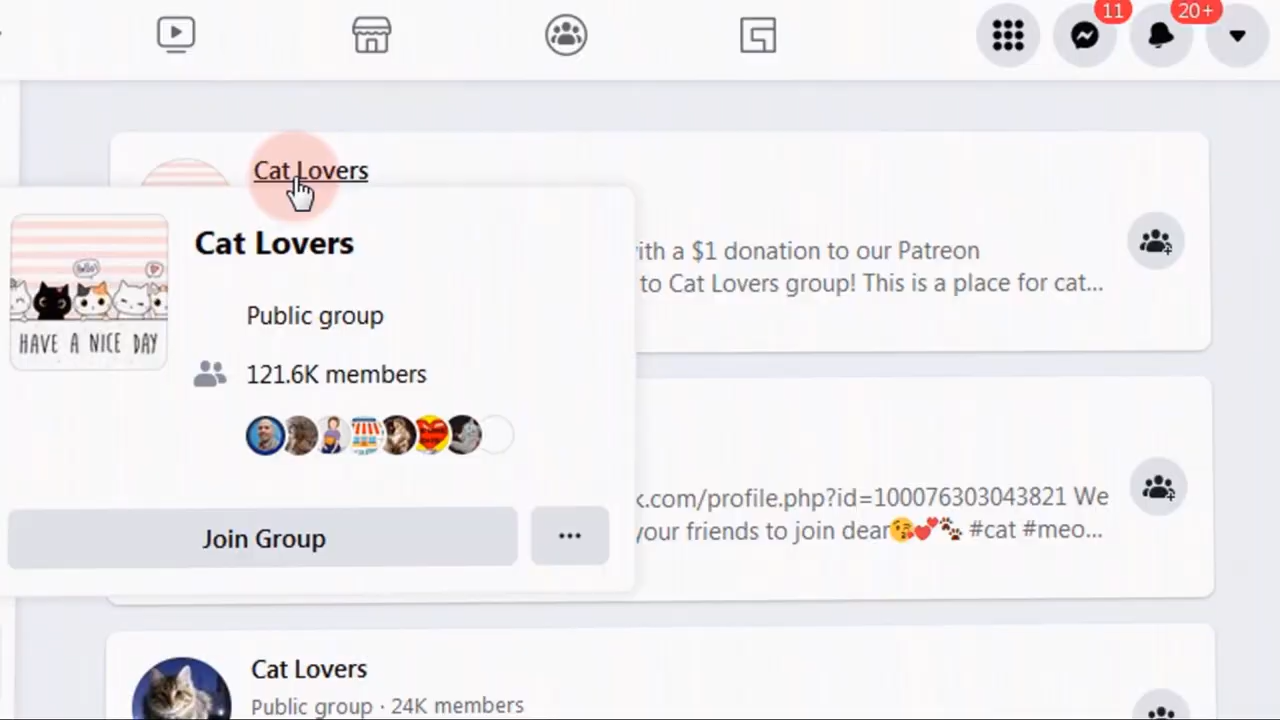 11
20+
Cat Lovers
Cat Lovers
Public group
121.6K members
Join Group
...
hello!
HAVE A NICE DAY
with a $1 donation to our Patreon
to Cat Lovers group! This is a place for cat...
k.com/profile.php?id=100076303043821 We
your friends to join dear😘💕🐾 #cat #meo...
Cat Lovers
Public group · 24K members